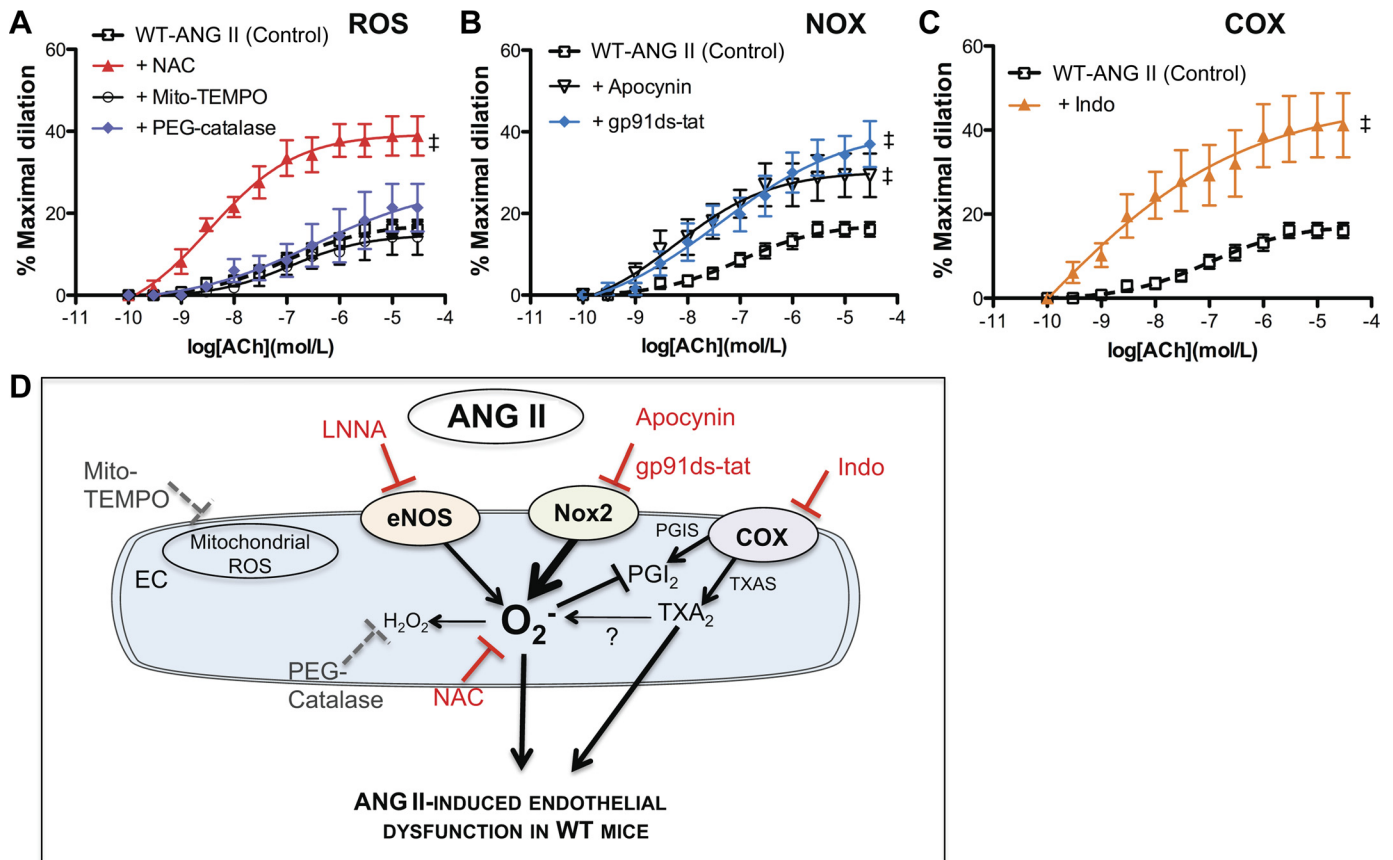 A
ROS
WT-ANG II (Control)
+ NAC
+ Mito-TEMPO
+ PEG-catalase
% Maximal dilation
60
40
20
0
‡
-11 -10 -9 -8 -7 -6 -5 -4
log[ACh](mol/L)
B
NOX
WT-ANG II (Control)
+ Apocynin
+ gp91ds-tat
% Maximal dilation
60
40
20
0
‡
‡
-11 -10 -9 -8 -7 -6 -5 -4
log[ACh](mol/L)
C
COX
WT-ANG II (Control)
+ Indo
% Maximal dilation
60
40
20
0
‡
-11 -10 -9 -8 -7 -6 -5 -4
log[ACh](mol/L)
D
ANG II
LNNA
Apocynin
gp91ds-tat
Indo
Mito-
TEMPO
eNOS
Nox2
COX
Mitochondrial
ROS
EC
PGIS
PGI₂
TXAS
TXA₂
?
O₂⁻
H₂O₂
PEG-
Catalase
NAC
ANG II-INDUCED ENDOTHELIAL
DYSFUNCTION IN WT MICE